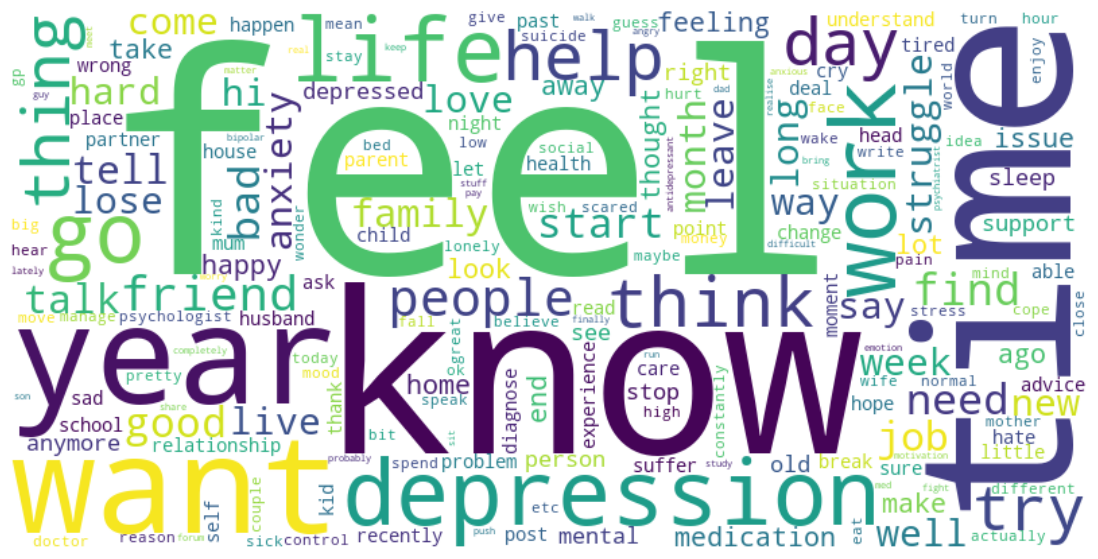 feel
know
time
want
year
depression
life
help
day
work
think
people
friend
go
thing
try
need
find
job
good
start
family
come
take
wrong
hard
place
partner
hi
house
tell
lose
bad
anxiety
happen
depressed
love
night
mean
stay
suicide
give
past
walk
angry
keep
guess
feeling
away
right
hurt
thought
month
leave
dad
realise
anxious
understand
turn
hour
tired
cry
deal
face
wake
head
write
long
way
situation
bring
change
struggle
world
enjoy
idea
issue
sleep
support
psychiatrist
lot
pain
mind
able
cope
close
stress
say
moment
point
money
difficult
maybe
antidepressant
social
health
wish
scared
lonely
child
parent
bed
low
let
stuff
pay
look
real
matter
bipolar
meet
gp
guy
big
hear
lately
kind
mum
wonder
worry
happy
ask
talk
move
manage
psychologist
husband
completely
today
mood
pretty
son
share
sad
school
anymore
relationship
live
thank
bit
probably
fall
great
believe
read
see
finally
ok
speak
home
diagnose
end
experience
run
care
stop
high
constantly
sit
person
suffer
study
problem
spend
etc
push
post
mental
medication
recently
control
sick
couple
kid
self
reason
forum
doctor
old
break
sure
make
med
eat
well
fight
motivation
actually
different
little
hate
mother
advice
new
ago
normal
wife
hope
week
emotion